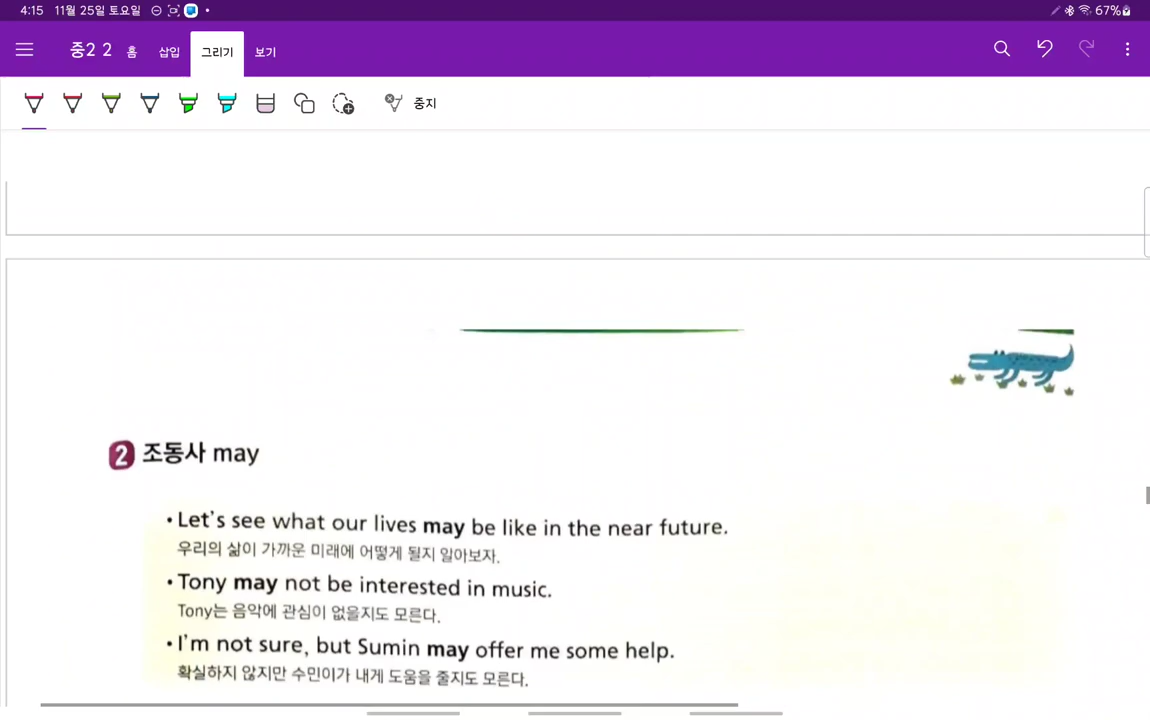 4:15 11월 25일 토요일 67%
중2 2 홈 삽입 그리기 보기
중지
2 조동사 may
•Let's see what our lives may be like in the near future.
우리의 삶이 가까운 미래에 어떻게 될지 알아보자.
•Tony may not be interested in music.
Tony는 음악에 관심이 없을지도 모른다.
•I'm not sure, but Sumin may offer me some help.
확실하지 않지만 수민이가 내게 도움을 줄지도 모른다.